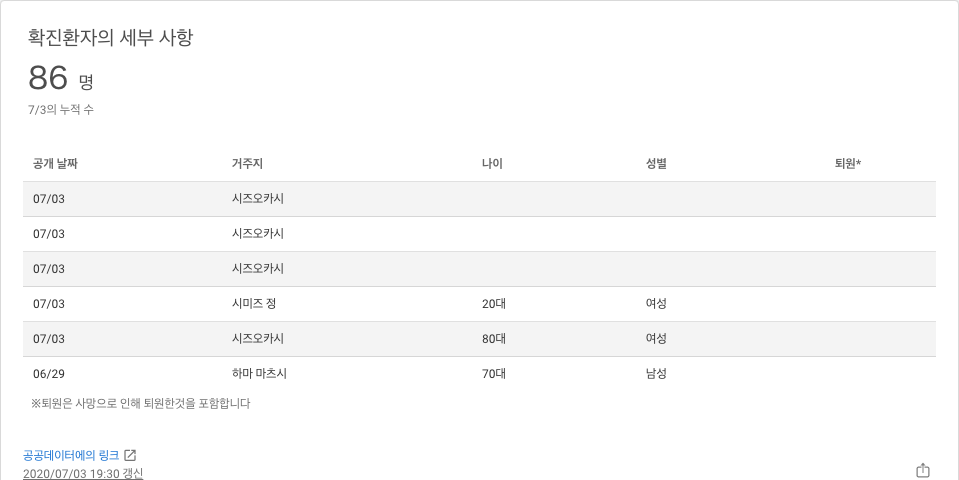 확진환자의 세부 사항
86 명
7/3의 누적 수
공개 날짜 거주지 나이 성별 퇴원*
07/03 시즈오카시
07/03 시즈오카시
07/03 시즈오카시
07/03 시미즈 정 20대 여성
07/03 시즈오카시 80대 여성
06/29 하마 마츠시 70대 남성
※퇴원은 사망으로 인해 퇴원한것을 포함합니다
공공데이터에의 링크
2020/07/03 19:30 갱신